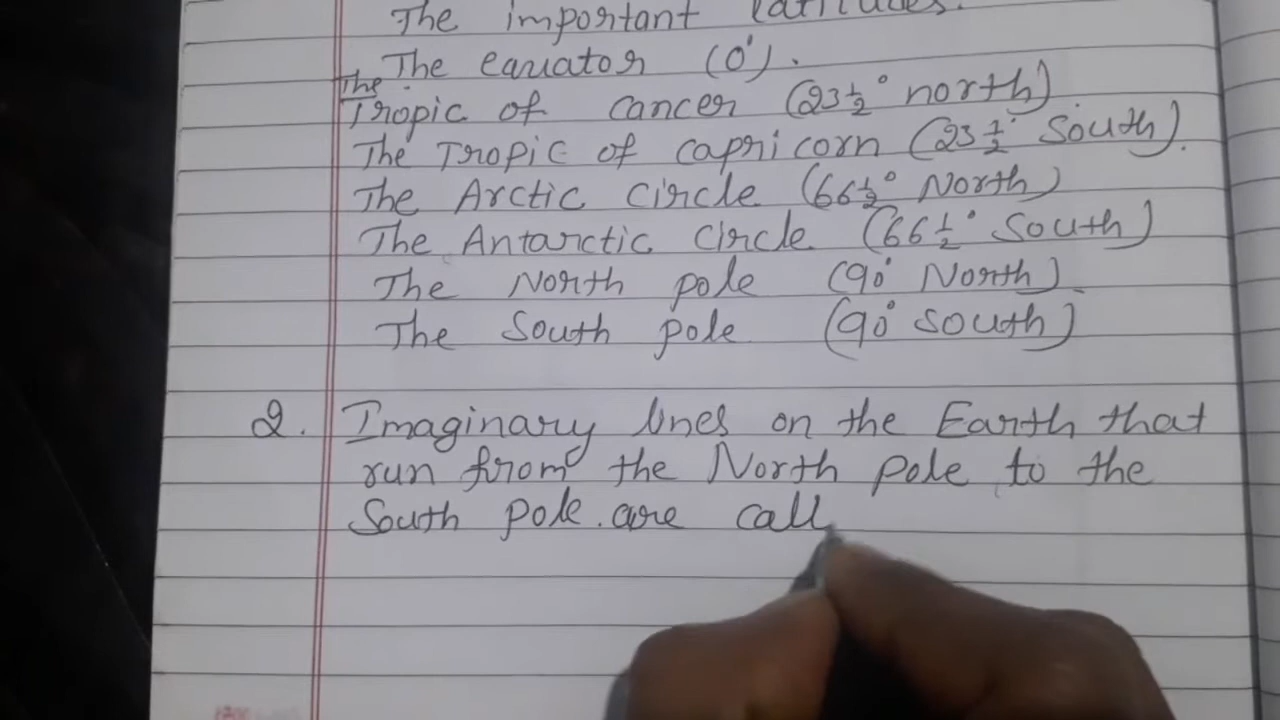 The important latitudes.
The equator (0°).
The
Tropic of cancer (23½° north)
The Tropic of capricorn (23½° South).
The Arctic circle (66½° North)
The Antarctic circle (66½° South)
The North pole (90° North)
The South pole (90° South)
2. Imaginary lines on the Earth that
run from the North pole to the
South pole. are call